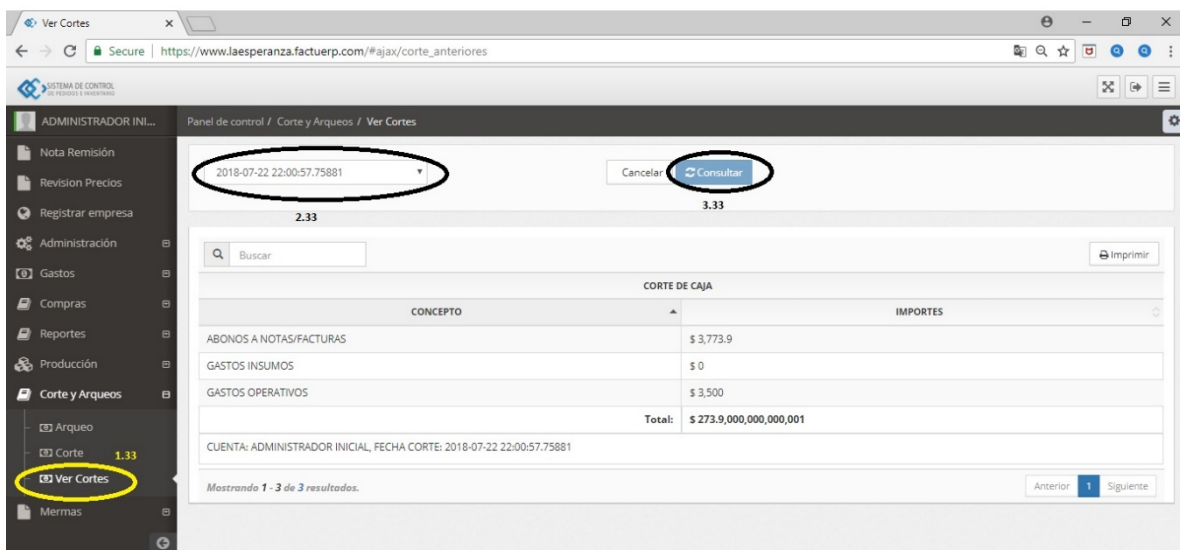 Ver Cortes
Secure | https://www.laesperanza.factuerp.com/#ajax/corte_anteriores
SISTEMA DE CONTROL
DE PEDIDOS E INVENTARIO
ADMINISTRADOR INI...
Panel de control / Corte y Arqueos / Ver Cortes
Nota Remisión
Revision Precios
Registrar empresa
Administración
Gastos
Compras
Reportes
Producción
Corte y Arqueos
Arqueo
Corte
1.33
Ver Cortes
Mermas
2018-07-22 22:00:57.75881
2.33
Cancelar
Consultar
3.33
Buscar
Imprimir
CORTE DE CAJA
CONCEPTO IMPORTES
ABONOS A NOTAS/FACTURAS $ 3,773.9
GASTOS INSUMOS $ 0
GASTOS OPERATIVOS $ 3,500
Total: $ 273.9,000,000,000,001
CUENTA: ADMINISTRADOR INICIAL, FECHA CORTE: 2018-07-22 22:00:57.75881
Mostrando 1 - 3 de 3 resultados.
Anterior 1 Siguiente